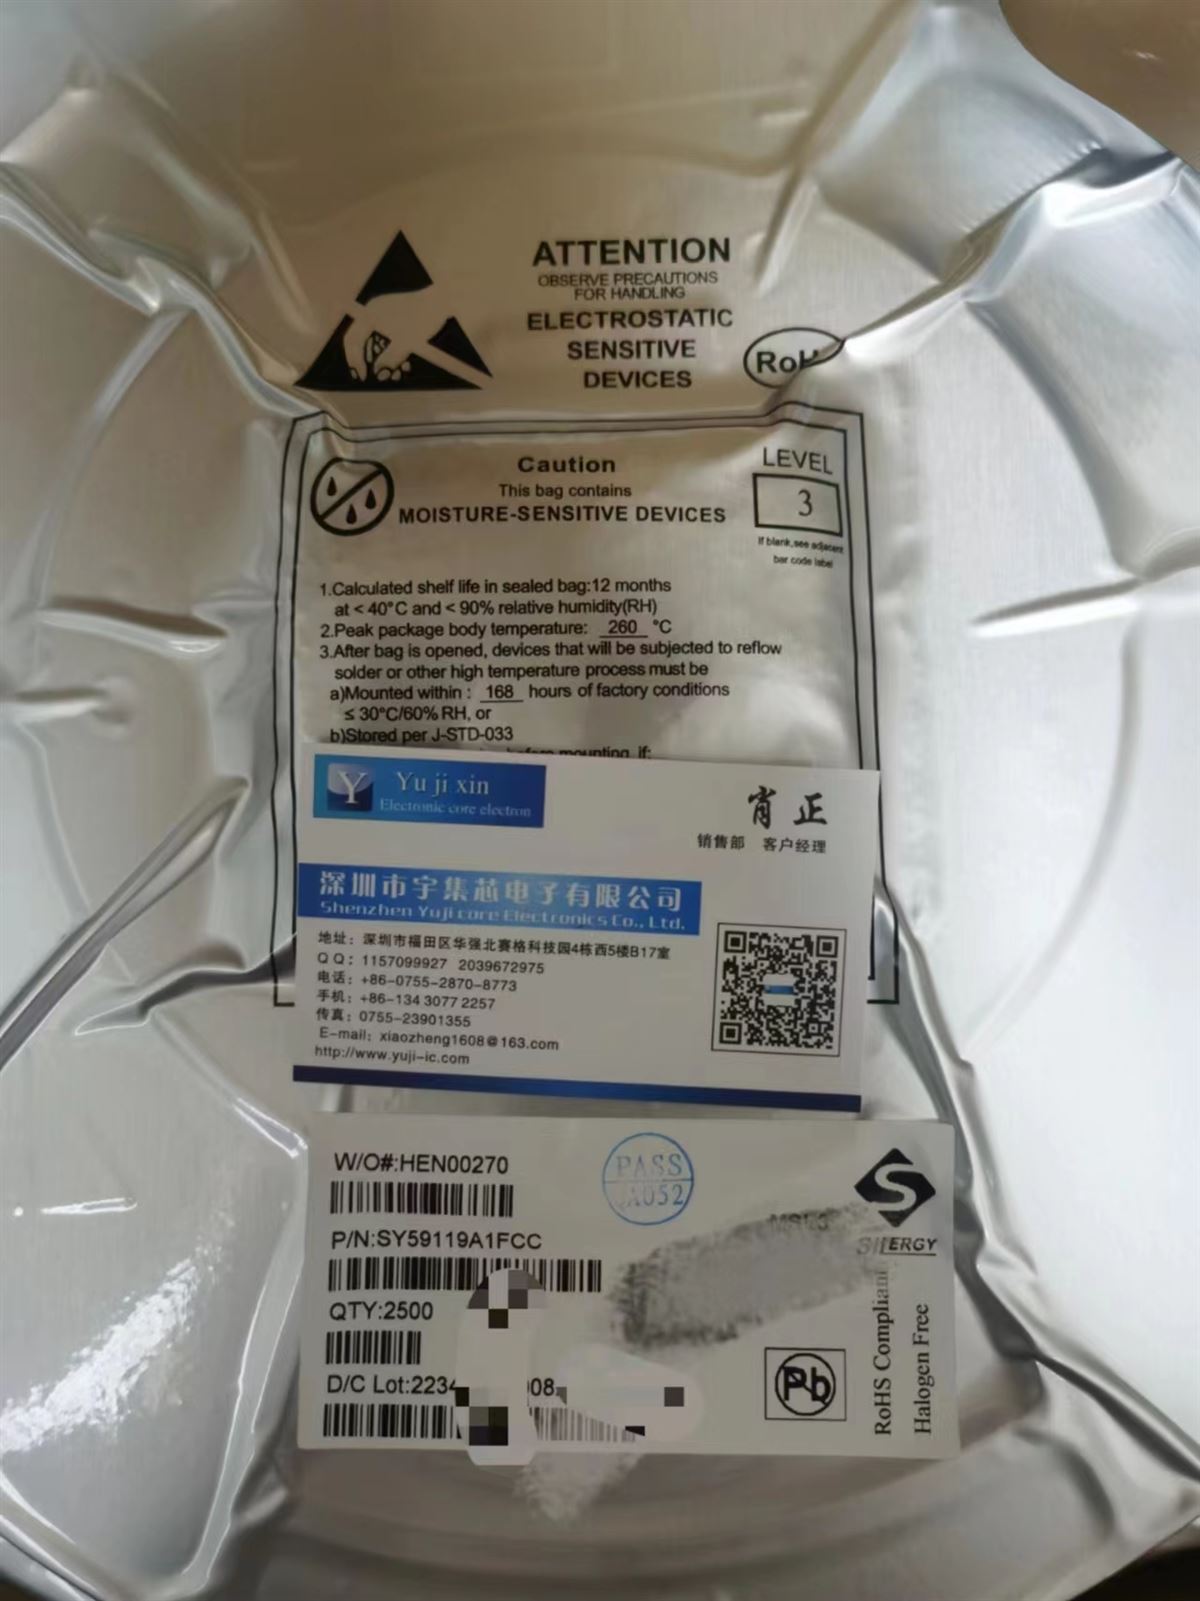 ATTENTION
OBSERVE PRECAUTIONS
FOR HANDLING
ELECTROSTATIC
SENSITIVE
DEVICES
RoH
Caution
This bag contains
MOISTURE-SENSITIVE DEVICES
LEVEL
3
If blank,see adjacent
bar code label
1.Calculated shelf life in sealed bag:12 months
at < 40°C and < 90% relative humidity(RH)
2.Peak package body temperature: 260 °C
3.After bag is opened, devices that will be subjected to reflow
solder or other high temperature process must be
a)Mounted within : 168 hours of factory conditions
≤ 30°C/60% RH, or
b)Stored per J-STD-033
before mounting, if:
Y
Yu ji xin
Electronic core electron
肖正
销售部 客户经理
深圳市宇集芯电子有限公司
Shenzhen Yuji core Electronics Co., Ltd.
地址：深圳市福田区华强北赛格科技园4栋西5楼B17室
QQ：1157099927 2039672975
电话：+86-0755-2870-8773
手机：+86-134 3077 2257
传真：0755-23901355
E-mail：xiaozheng1608@163.com
http://www.yuji-ic.com
W/O#:HEN00270
PASS
JA052
P/N:SY59119A1FCC
SILERGY
QTY:2500
D/C Lot:2234 08
Pb
RoHS Compliant
Halogen Free